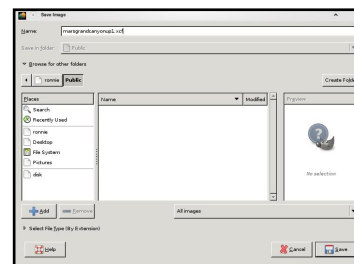 Save Image
Name: marsgrandcanyonup1.xcf
Save in folder: Public
Browse for other folders
ronnie Public Create Folder
Places Name Modified Preview
Search
Recently Used
ronnie
Desktop
File System
Pictures
disk
No selection
Add Remove All images
Select File Type (By Extension)
Help Cancel Save